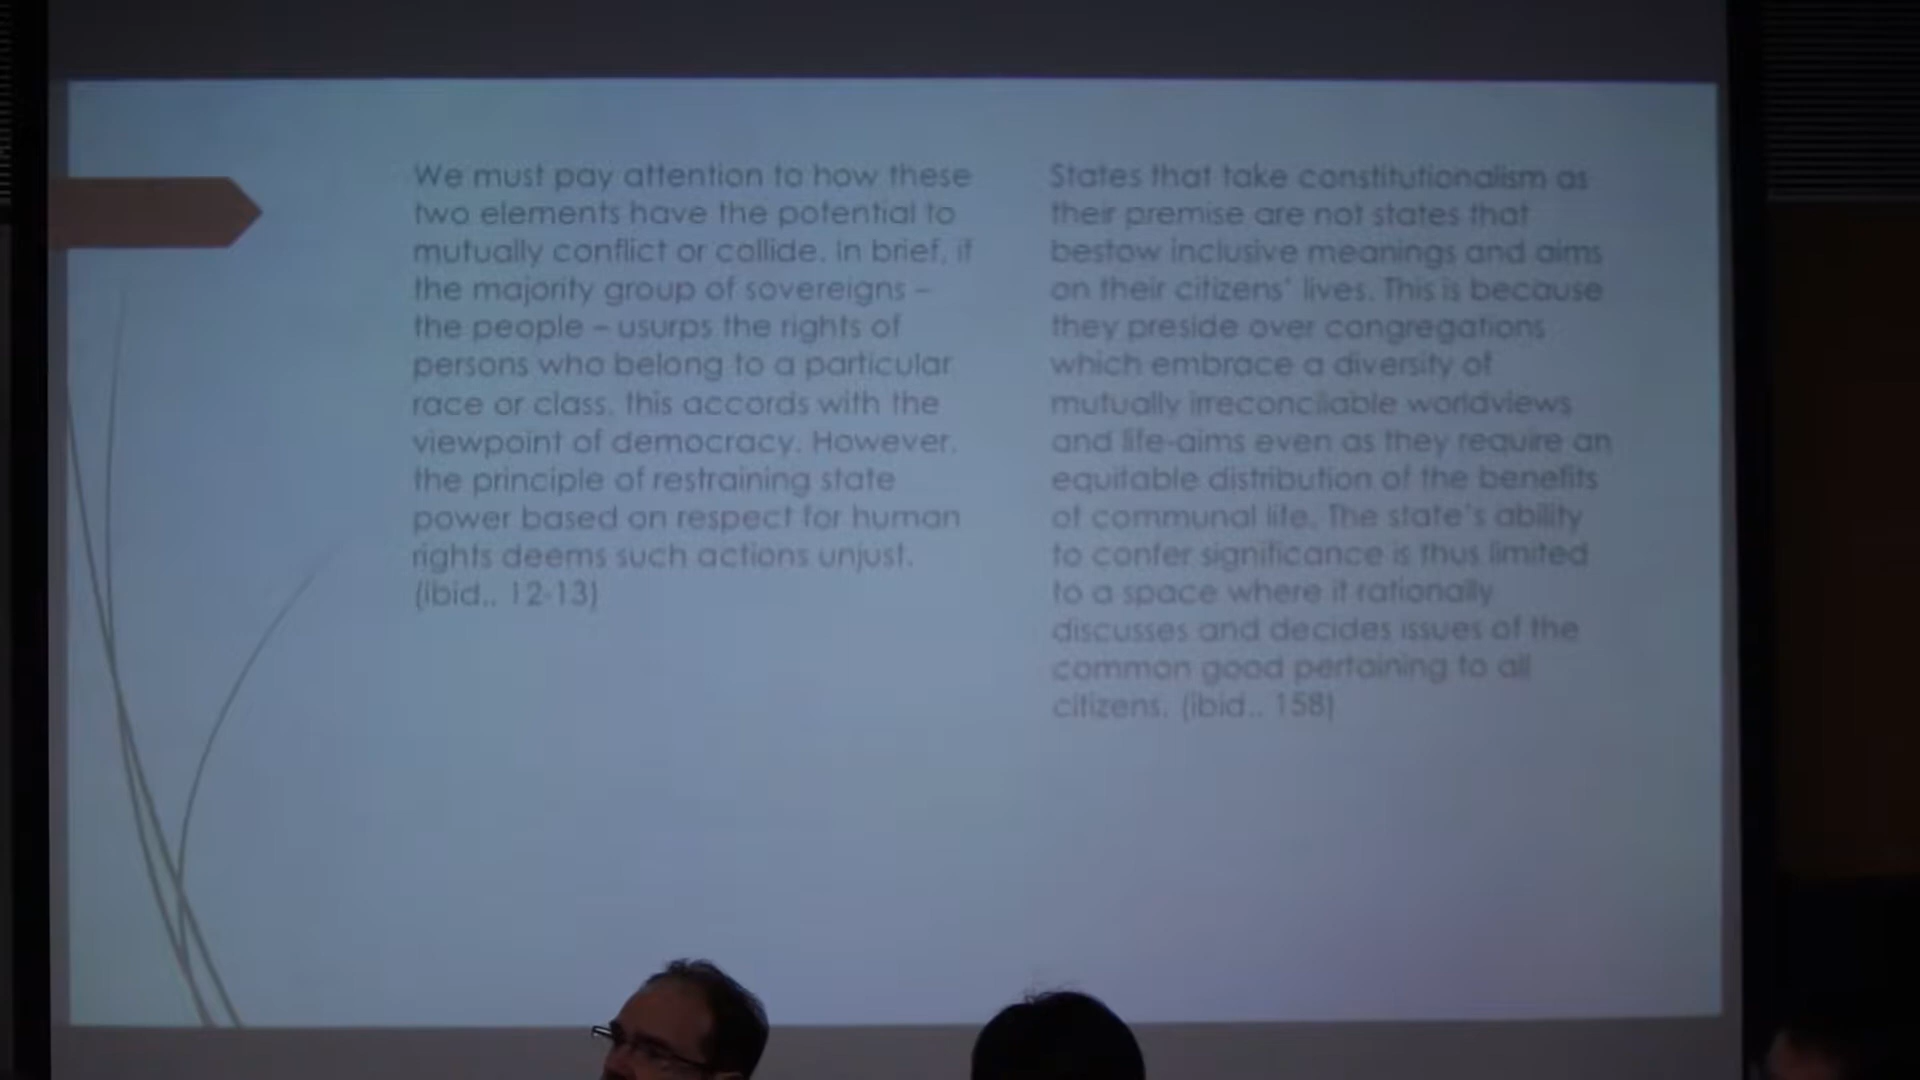 We must pay attention to how these
two elements have the potential to
mutually conflict or collide. In brief, if
the majority group of sovereigns –
the people – usurps the rights of
persons who belong to a particular
race or class, this accords with the
viewpoint of democracy. However,
the principle of restraining state
power based on respect for human
rights deems such actions unjust.
(ibid., 12-13)
States that take constitutionalism as
their premise are not states that
bestow inclusive meanings and aims
on their citizens' lives. This is because
they preside over congregations
which embrace a diversity of
mutually irreconcilable worldviews
and life-aims even as they require an
equitable distribution of the benefits
of communal life. The state's ability
to confer significance is thus limited
to a space where it rationally
discusses and decides issues of the
common good pertaining to all
citizens. (ibid., 158)